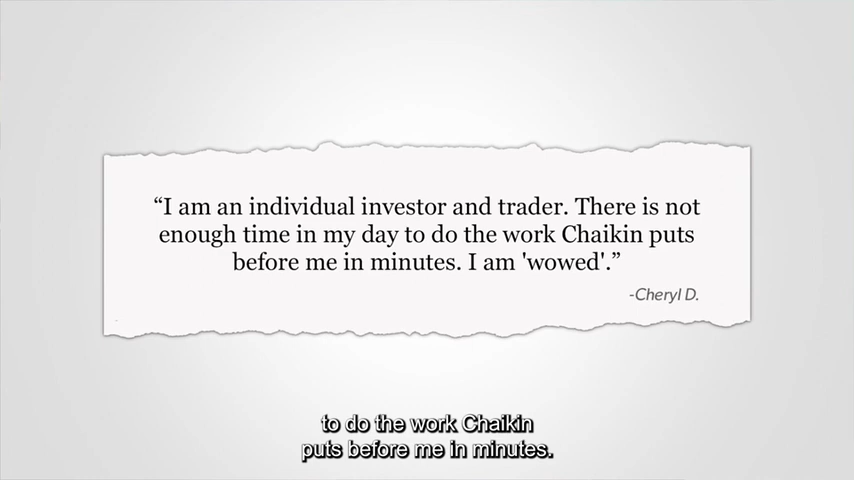 “I am an individual investor and trader. There is not
enough time in my day to do the work Chaikin puts
before me in minutes. I am 'wowed'.”
-Cheryl D.
to do the work Chaikin
puts before me in minutes.